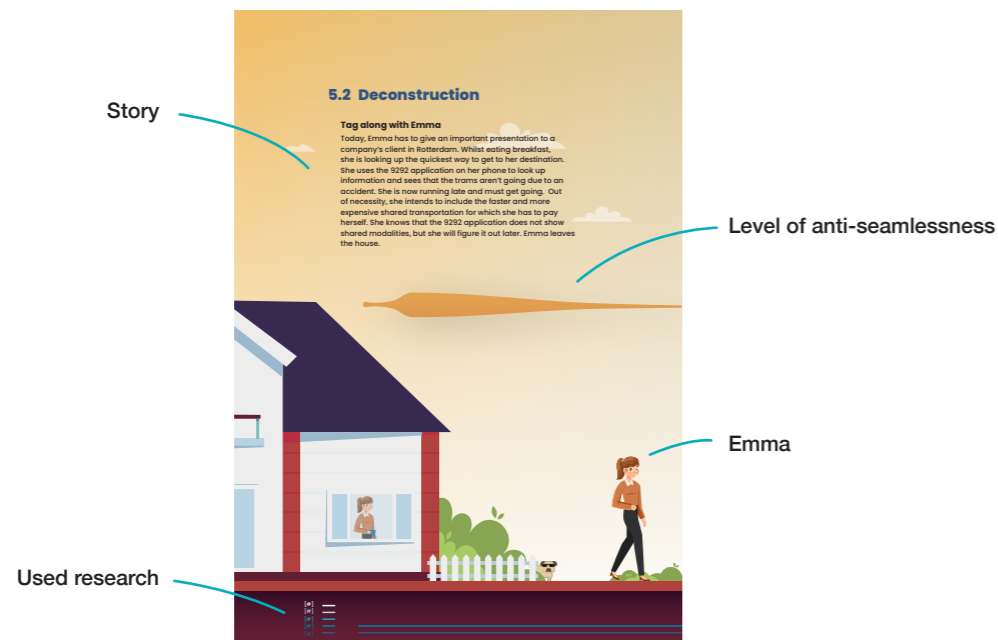 5.2 Deconstruction
Story
Tag along with Emma
Today, Emma has to give an important presentation to a
company's client in Rotterdam. Whilst eating breakfast,
she is looking up the quickest way to get to her destination.
She uses the 9292 application on her phone to look up
information and sees that the trams aren't going due to an
accident. She is now running late and must get going. Out
of necessity, she intends to include the faster and more
expensive shared transportation for which she has to pay
herself. She knows that the 9292 application does not show
shared modalities, but she will figure it out later. Emma leaves
the house.
Level of anti-seamlessness
Emma
Used research